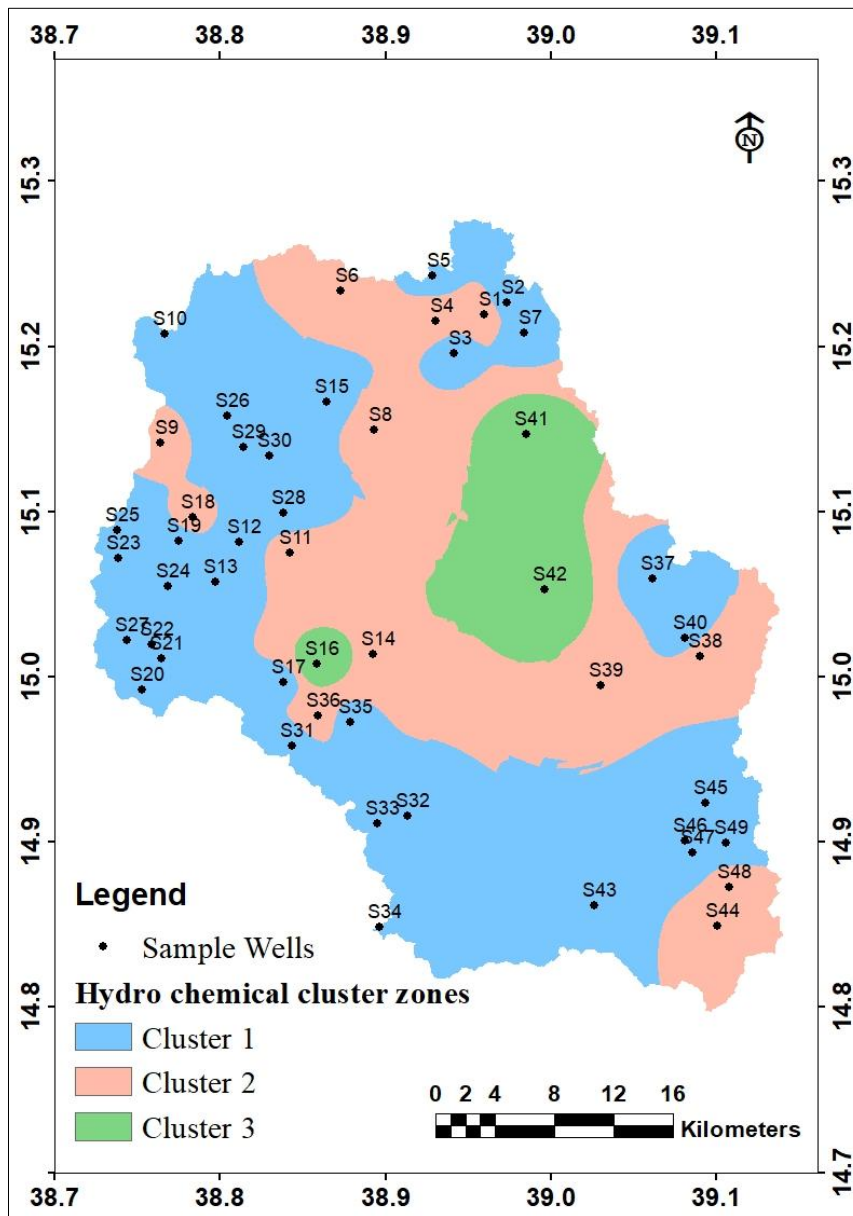 38.7 38.8 38.9 39.0 39.1
N
15.3 15.3
S5
S6 S2
S4 S1
S10 S7
15.2 S3 15.2
S15
S26 S8
S9 S29 S41
S30
S18 S28
15.1 15.1
S25 S19 S12
S23 S11
S24 S13 S42 S37
S27 S22 S40
S21 S16 S14 S38
15.0 15.0
S20 S17 S39
S36 S35
S31
S45
S33 S32
S46 S49
14.9 S47 14.9
S48
Legend S43
S34 S44
Sample Wells
Hydro chemical cluster zones
14.8 14.8
Cluster 1
Cluster 2
0 2 4 8 12 16
Cluster 3
Kilometers
14.7 14.7
38.7 38.8 38.9 39.0 39.1